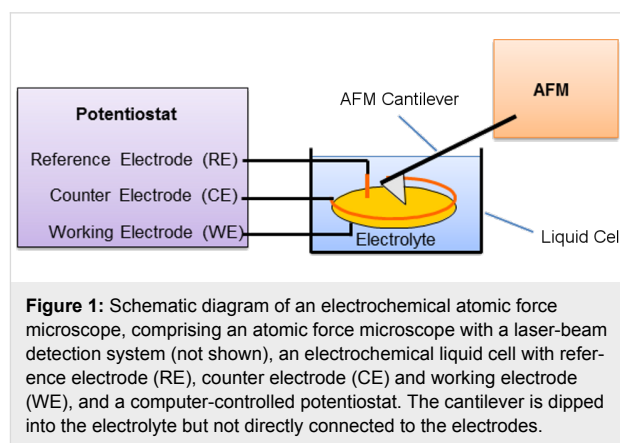 Potentiostat
Reference Electrode (RE)
Counter Electrode (CE)
Working Electrode (WE)
AFM Cantilever
AFM
Electrolyte
Liquid Cel
Figure 1: Schematic diagram of an electrochemical atomic force
microscope, comprising an atomic force microscope with a laser-beam
detection system (not shown), an electrochemical liquid cell with refer-
ence electrode (RE), counter electrode (CE) and working electrode
(WE), and a computer-controlled potentiostat. The cantilever is dipped
into the electrolyte but not directly connected to the electrodes.